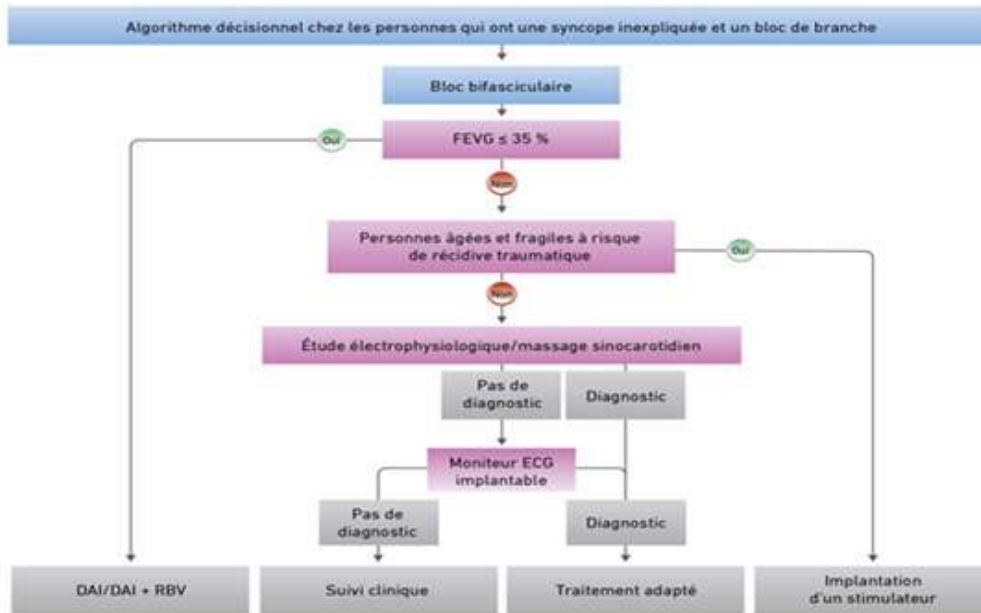 Algorithme décisionnel chez les personnes qui ont une syncope inexpliquée et un bloc de branche
Bloc bifasciculaire
Oui
FEVG ≤ 35 %
Non
Personnes âgées et fragiles à risque
de récidive traumatique
Oui
Non
Étude électrophysiologique/massage sinocarotidien
Pas de
diagnostic
Diagnostic
Moniteur ECG
implantable
Pas de
diagnostic
Diagnostic
DAI/DAI + RBV
Suivi clinique
Traitement adapté
Implantation
d'un stimulateur